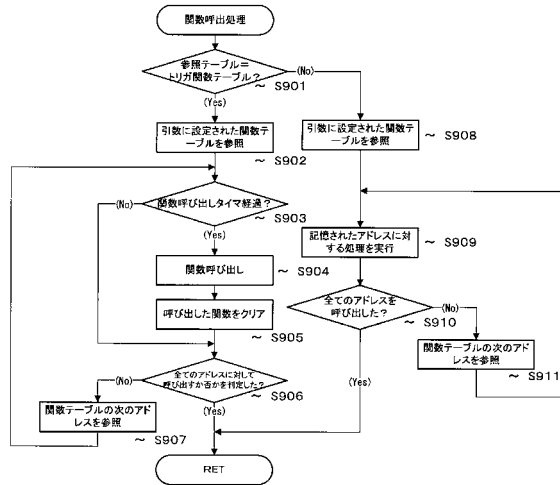 関数呼出処理
参照テーブル＝
トリガ関数テーブル？
(No)
～ S901
(Yes)
引数に設定された関数テ
ーブルを参照
～ S902
引数に設定された関数テ
ーブルを参照
～ S908
(No)
関数呼び出しタイマ経過？
～ S903
(Yes)
記憶されたアドレスに対
する処理を実行
～ S909
関数呼び出し
～ S904
呼び出した関数をクリア
～ S905
全てのアドレスを
呼び出した？
(No)
～ S910
(Yes)
関数テーブルの次のアド
レスを参照
～ S911
全てのアドレスに対して
呼び出すか否かを判定した？
(No)
～ S906
(Yes)
関数テーブルの次のアド
レスを参照
～ S907
RET